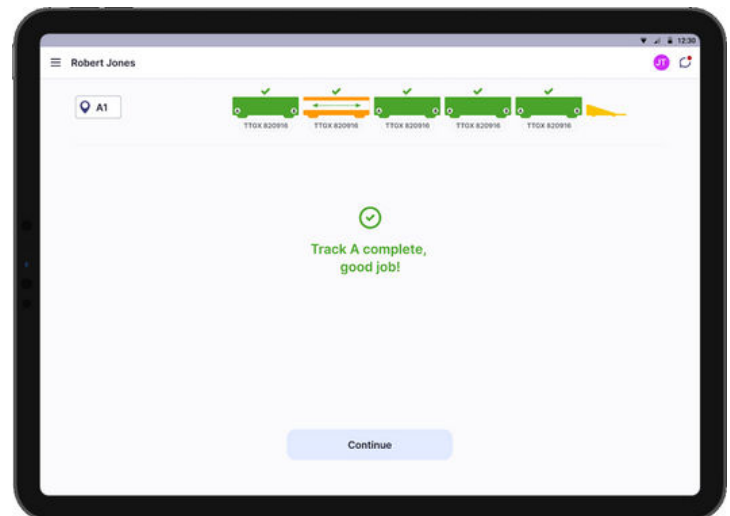 12:30
Robert Jones
JT
A1
TTGX 820916 TTGX 820916 TTGX 820916 TTGX 820916 TTGX 820916
Track A complete,
good job!
Continue